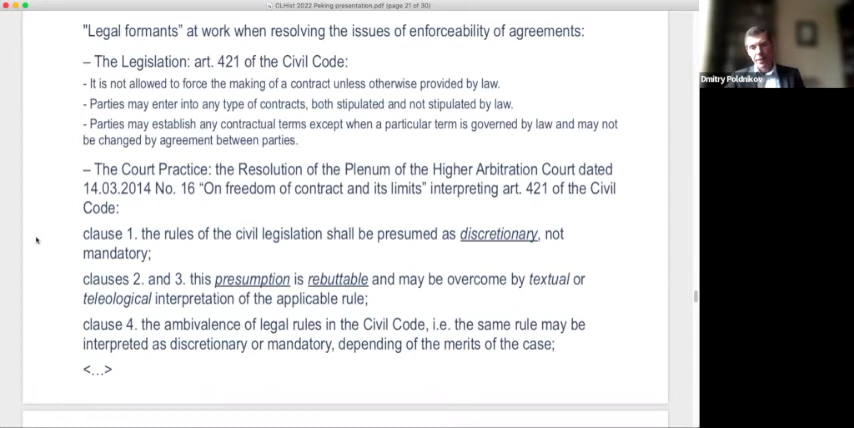 CLHist 2022 Peking presentation.pdf (page 21 of 30)
"Legal formants" at work when resolving the issues of enforceability of agreements:
– The Legislation: art. 421 of the Civil Code:
- It is not allowed to force the making of a contract unless otherwise provided by law.
- Parties may enter into any type of contracts, both stipulated and not stipulated by law.
- Parties may establish any contractual terms except when a particular term is governed by law and may not
be changed by agreement between parties.
– The Court Practice: the Resolution of the Plenum of the Higher Arbitration Court dated
14.03.2014 No. 16 “On freedom of contract and its limits” interpreting art. 421 of the Civil
Code:
clause 1. the rules of the civil legislation shall be presumed as discretionary, not
mandatory;
clauses 2. and 3. this presumption is rebuttable and may be overcome by textual or
teleological interpretation of the applicable rule;
clause 4. the ambivalence of legal rules in the Civil Code, i.e. the same rule may be
interpreted as discretionary or mandatory, depending of the merits of the case;
<...>
Dmitry Poldnikov